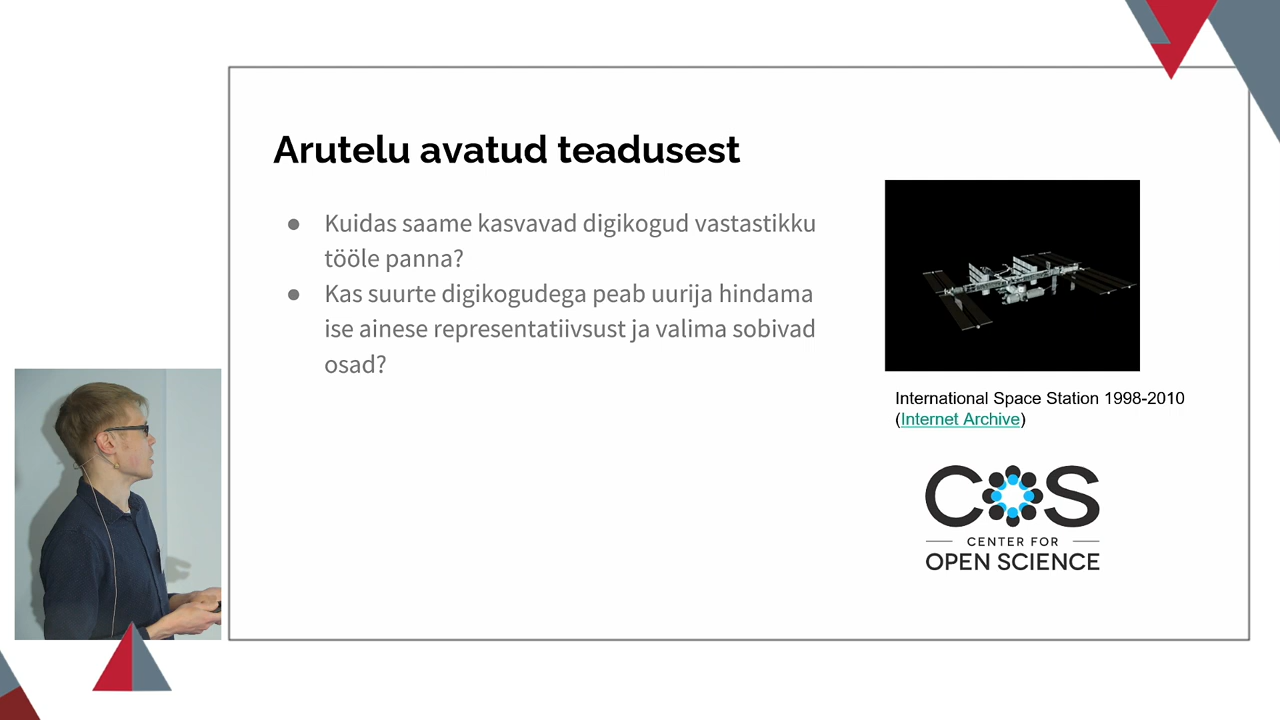 Arutelu avatud teadusest
● Kuidas saame kasvavad digikogud vastastikku
tööle panna?
● Kas suurte digikogudega peab uurija hindama
ise ainese representatiivsust ja valima sobivad
osad?
International Space Station 1998-2010
(Internet Archive)
COS
CENTER FOR
OPEN SCIENCE